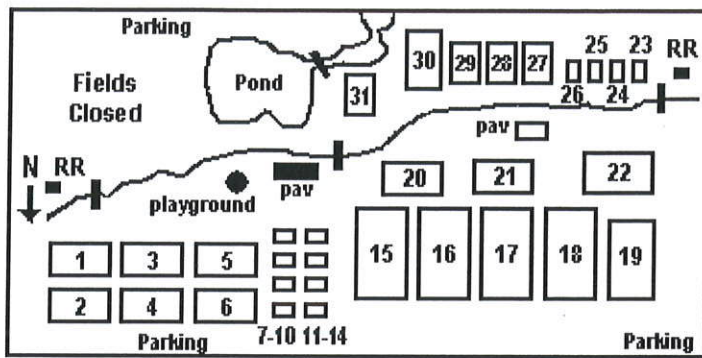 Parking
Fields
Closed
Pond
30
29
28
27
25
23
RR
26
24
31
pav
N
RR
playground
pav
20
21
22
1
3
5
15
16
17
18
19
2
4
6
Parking
7-10
11-14
Parking